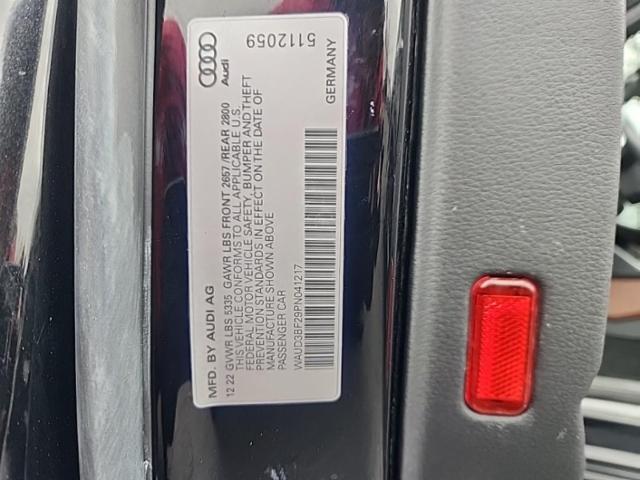 MFD. BY AUDI AG
12.22 GVWR LBS 5335 GAWR LBS FRONT 2657 /REAR 2800
THIS VEHICLE CONFORMS TO ALL APPLICABLE U.S.
FEDERAL MOTOR VEHICLE SAFETY, BUMPER AND THEFT
PREVENTION STANDARDS IN EFFECT ON THE DATE OF
MANUFACTURE SHOWN ABOVE
PASSENGER CAR
WAUD3BF29PN041217
GERMANY
Audi
5112059